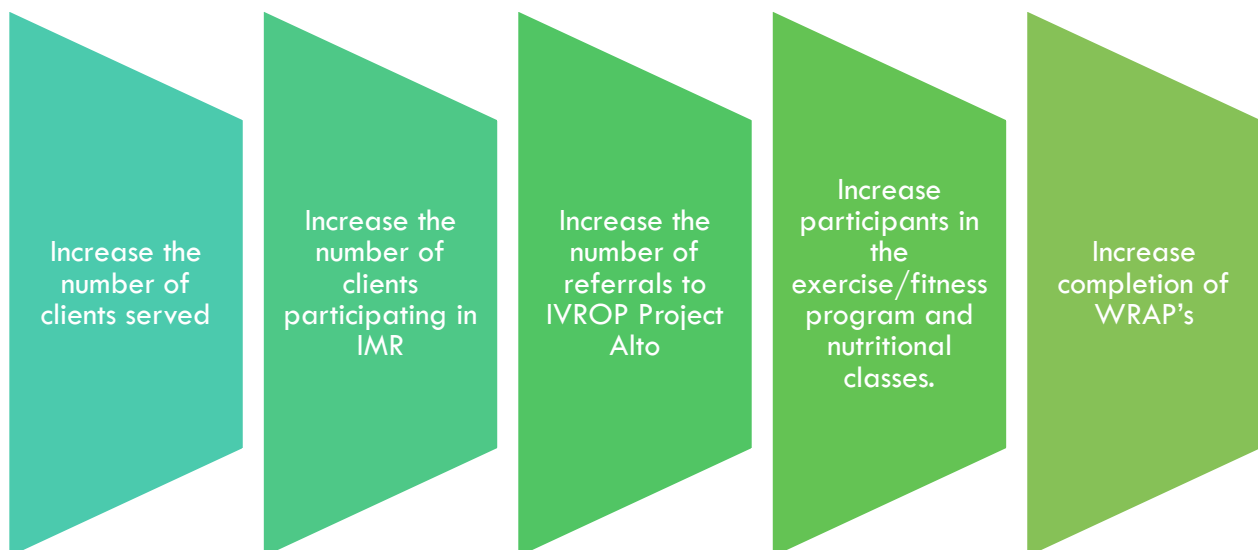 Increase the
number of
clients served
Increase the
number of
clients
participating in
IMR
Increase the
number of
referrals to
IVROP Project
Alto
Increase
participants in
the
exercise/fitness
program and
nutritional
classes.
Increase
completion of
WRAP’s